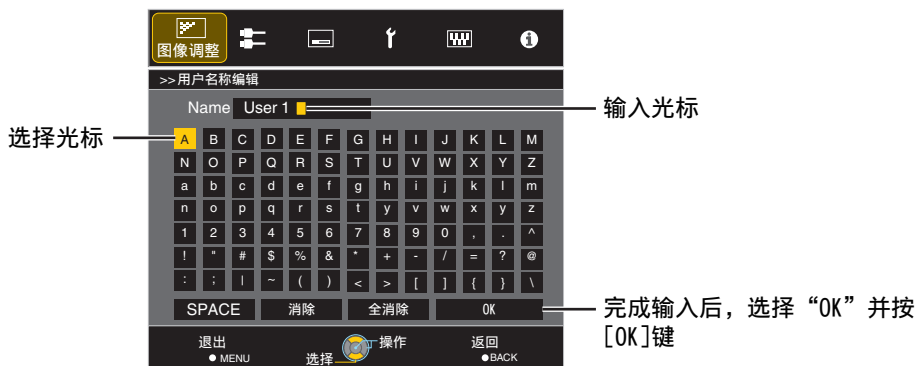 图像调整
>>用户名称编辑
Name User 1
输入光标
选择光标
A B C D E F G H I J K L M
N O P Q R S T U V W X Y Z
a b c d e f g h i j k l m
n o p q r s t y v w x y z
1 2 3 4 5 6 7 8 9 0 , . ^
! " # $ % & * + - / = ? @
: ; | ~ ( ) < > [ ] { } \
SPACE 消除 全消除 OK
完成输入后，选择“OK”并按
[OK]键
退出 操作 返回
MENU 选择 BACK